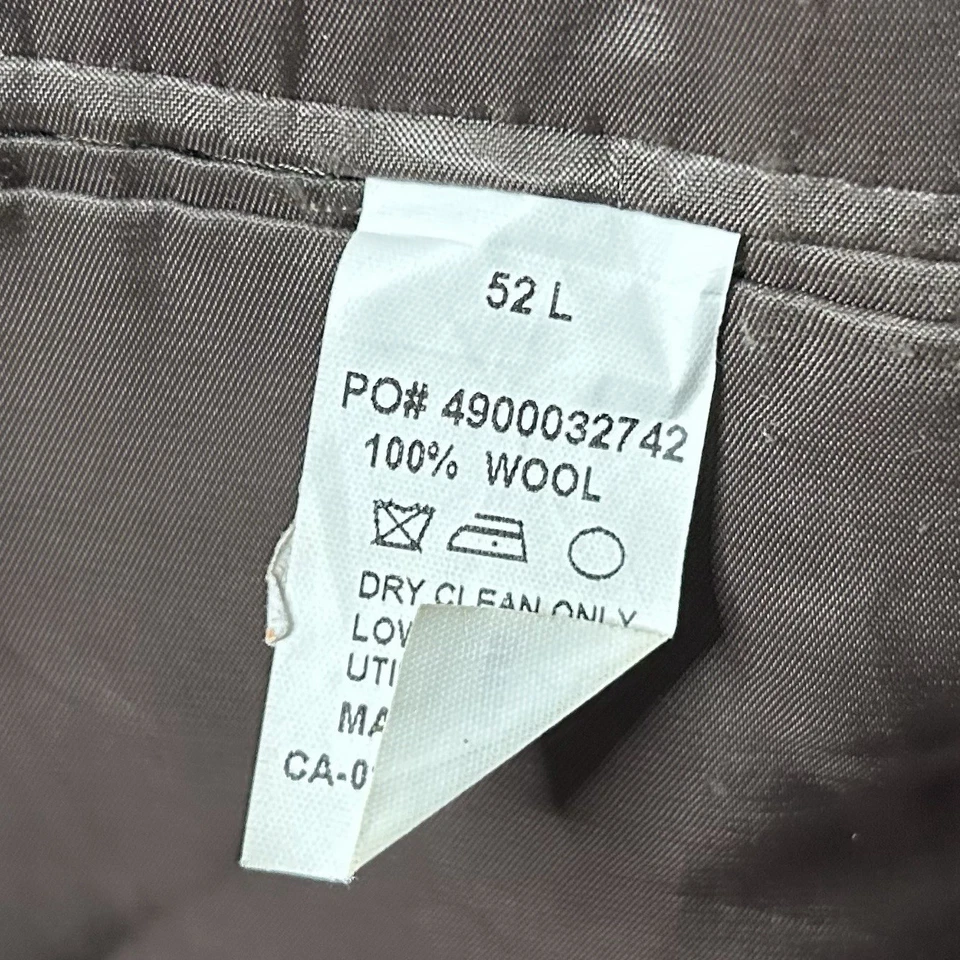 52 L
PO# 4900032742
100% WOOL
DRY CLEAN ONLY
LOW
UTI
MA
CA-0